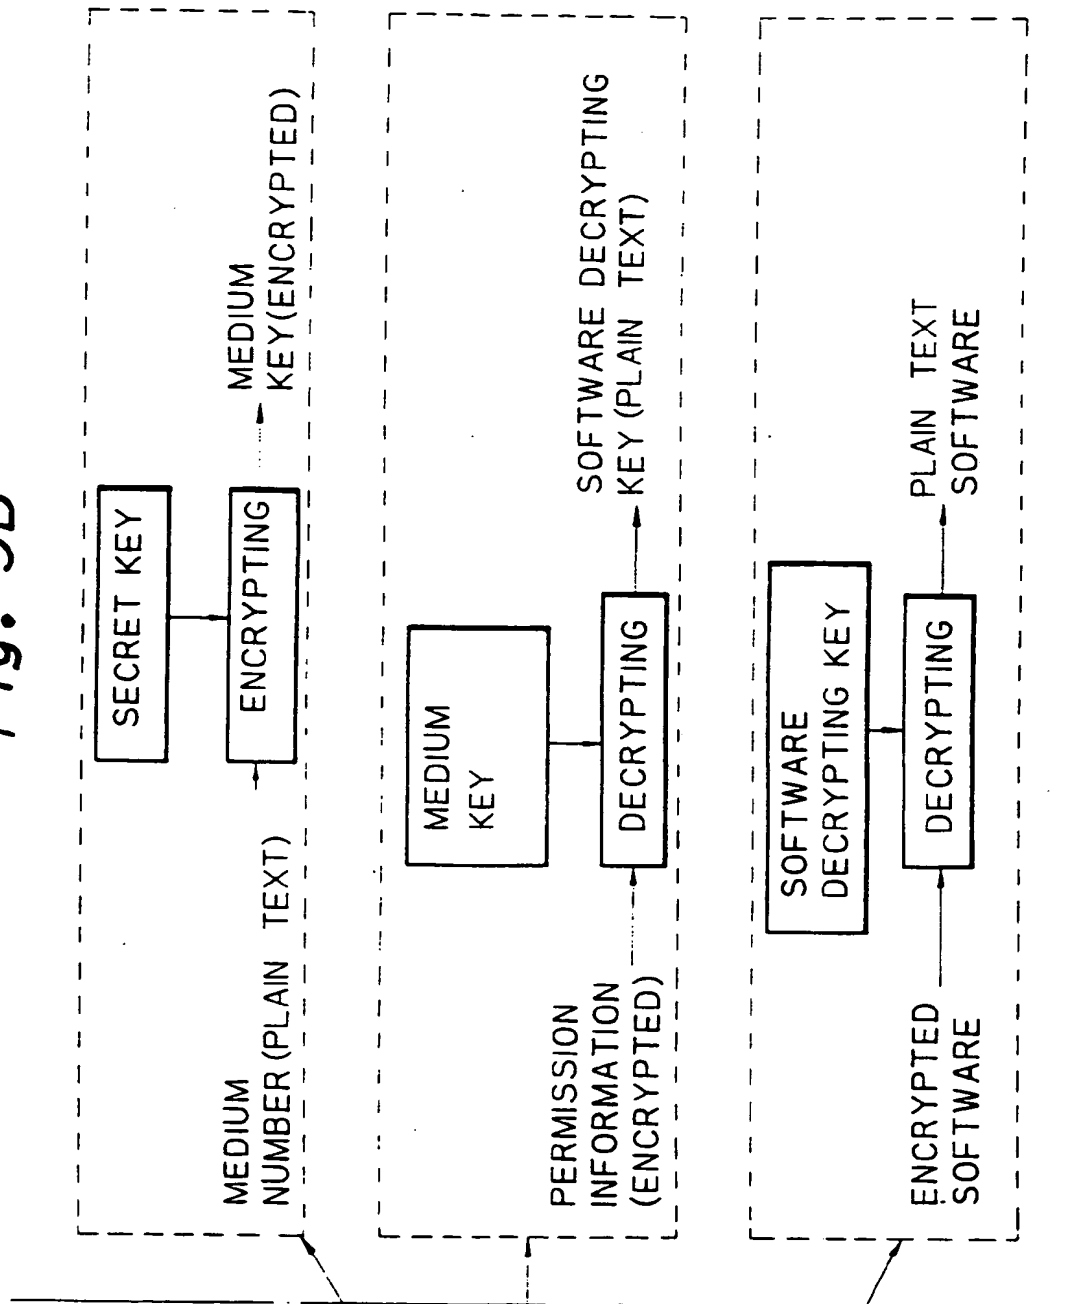 SECRET KEY
MEDIUM
NUMBER(PLAIN TEXT)
ENCRYPTING
MEDIUM
KEY(ENCRYPTED)
MEDIUM
KEY
PERMISSION
INFORMATION
(ENCRYPTED)
DECRYPTING
SOFTWARE DECRYPTING
KEY(PLAIN TEXT)
SOFTWARE
DECRYPTING KEY
ENCRYPTED
SOFTWARE
DECRYPTING
PLAIN TEXT
SOFTWARE